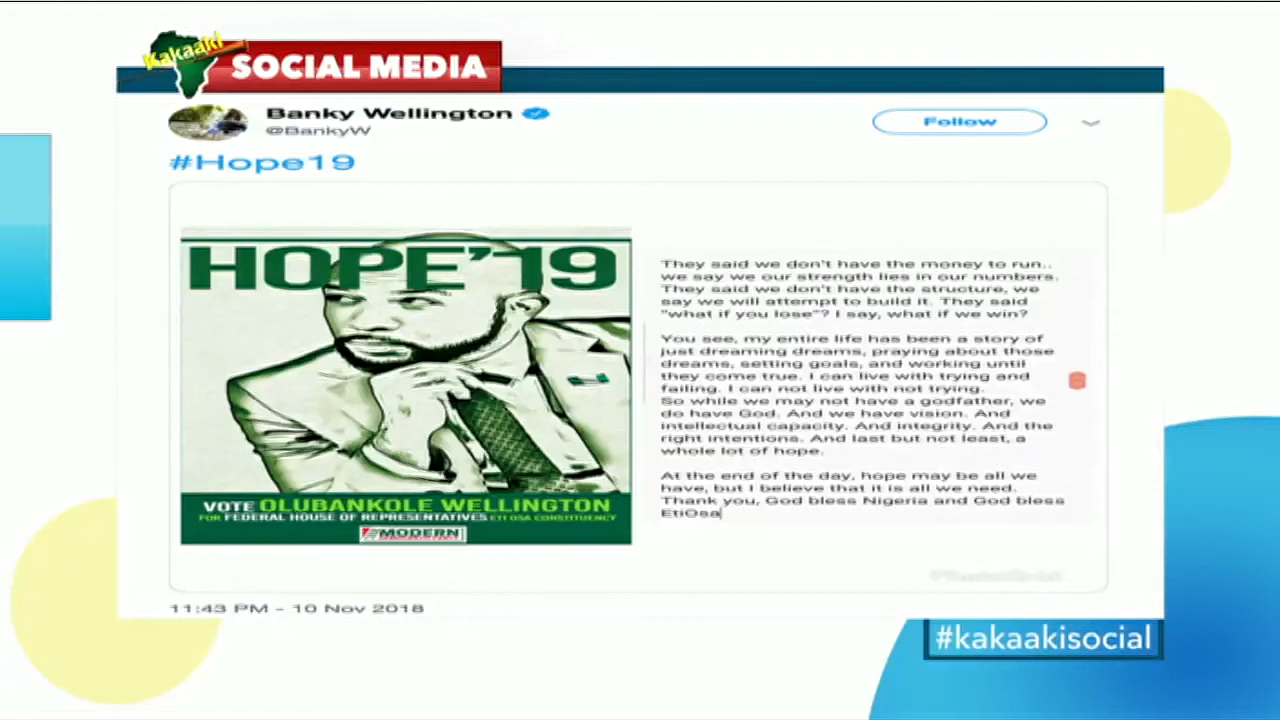 Kakaaki
SOCIAL MEDIA
Banky Wellington
@BankyW
Follow
#Hope19
HOPE'19
VOTE OLUBANKOLE WELLINGTON
FOR FEDERAL HOUSE OF REPRESENTATIVES ETI OSA CONSTITUENCY
MODERN
They said we don't have the money to run..
we say we our strength lies in our numbers.
They said we don't have the structure, we
say we will attempt to build it. They said
"what if you lose"? I say, what if we win?
You see, my entire life has been a story of
just dreaming dreams, praying about those
dreams, setting goals, and working until
they come true. I can live with trying and
failing. I can not live with not trying.
So while we may not have a godfather, we
do have God. And we have vision. And
intellectual capacity. And integrity. And the
right intentions. And last but not least, a
whole lot of hope.
At the end of the day, hope may be all we
have, but I believe that it is all we need.
Thank you, God bless Nigeria and God bless
EtiOsa
11:43 PM - 10 Nov 2018
#kakaakisocial